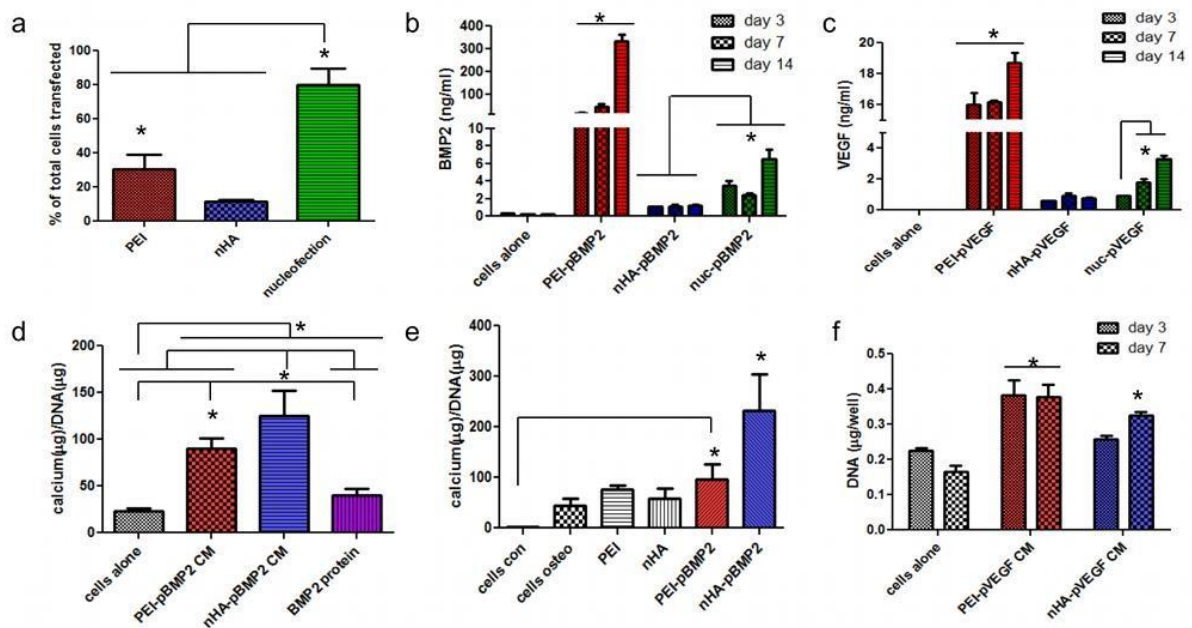 a
% of total cells transfected
100
80
60
40
20
0
PEI
nHA
nucleofection
*
*
b
BMP2 (ng/ml)
400
300
200
100
10
8
6
4
2
0
cells alone
PEI-pBMP2
nHA-pBMP2
nuc-pBMP2
*
*
day 3
day 7
day 14
c
VEGF (ng/ml)
20
18
16
14
4
2
0
cells alone
PEI-pVEGF
nHA-pVEGF
nuc-pVEGF
*
*
day 3
day 7
day 14
d
calcium(µg)/DNA(µg)
200
150
100
50
0
cells alone
PEI-pBMP2 CM
nHA-pBMP2 CM
BMP2 protein
*
*
*
e
calcium(µg)/DNA(µg)
400
300
200
100
0
cells con
cells osteo
PEI
nHA
PEI-pBMP2
nHA-pBMP2
*
*
f
DNA (µg/well)
0.5
0.4
0.3
0.2
0.1
0.0
cells alone
PEI-pVEGF CM
nHA-pVEGF CM
*
*
day 3
day 7